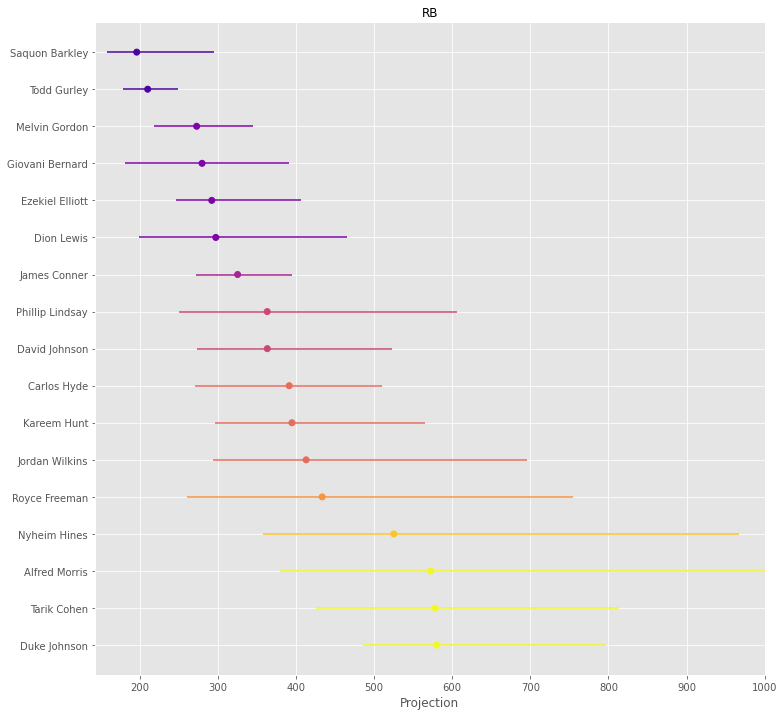 RB
Saquon Barkley
Todd Gurley
Melvin Gordon
Giovani Bernard
Ezekiel Elliott
Dion Lewis
James Conner
Phillip Lindsay
David Johnson
Carlos Hyde
Kareem Hunt
Jordan Wilkins
Royce Freeman
Nyheim Hines
Alfred Morris
Tarik Cohen
Duke Johnson
200 300 400 500 600 700 800 900 1000
Projection